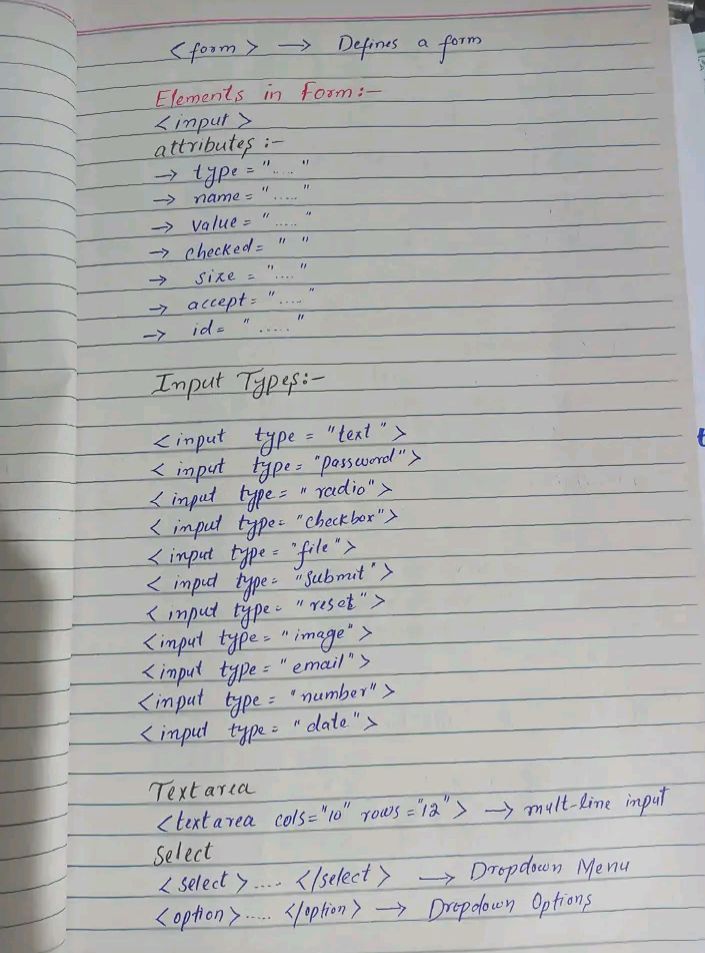 <form> → Defines a form
Elements in Form:-
<input>
attributes :-
→ type = "....."
→ name = "....."
→ value = "....."
→ checked = " "
→ size = "...."
→ accept = "....."
→ id = "....."
Input Types:-
<input type = "text">
<input type = "password">
<input type = "radio">
<input type = "checkbox">
<input type = "file">
<input type = "submit">
<input type = "reset">
<input type = "image">
<input type = "email">
<input type = "number">
<input type = "date">
Textarea
<textarea cols="10" rows="12"> → mult-line input
Select
<select>.... </select> → Dropdown Menu
<option>..... </option> → Dropdown Options